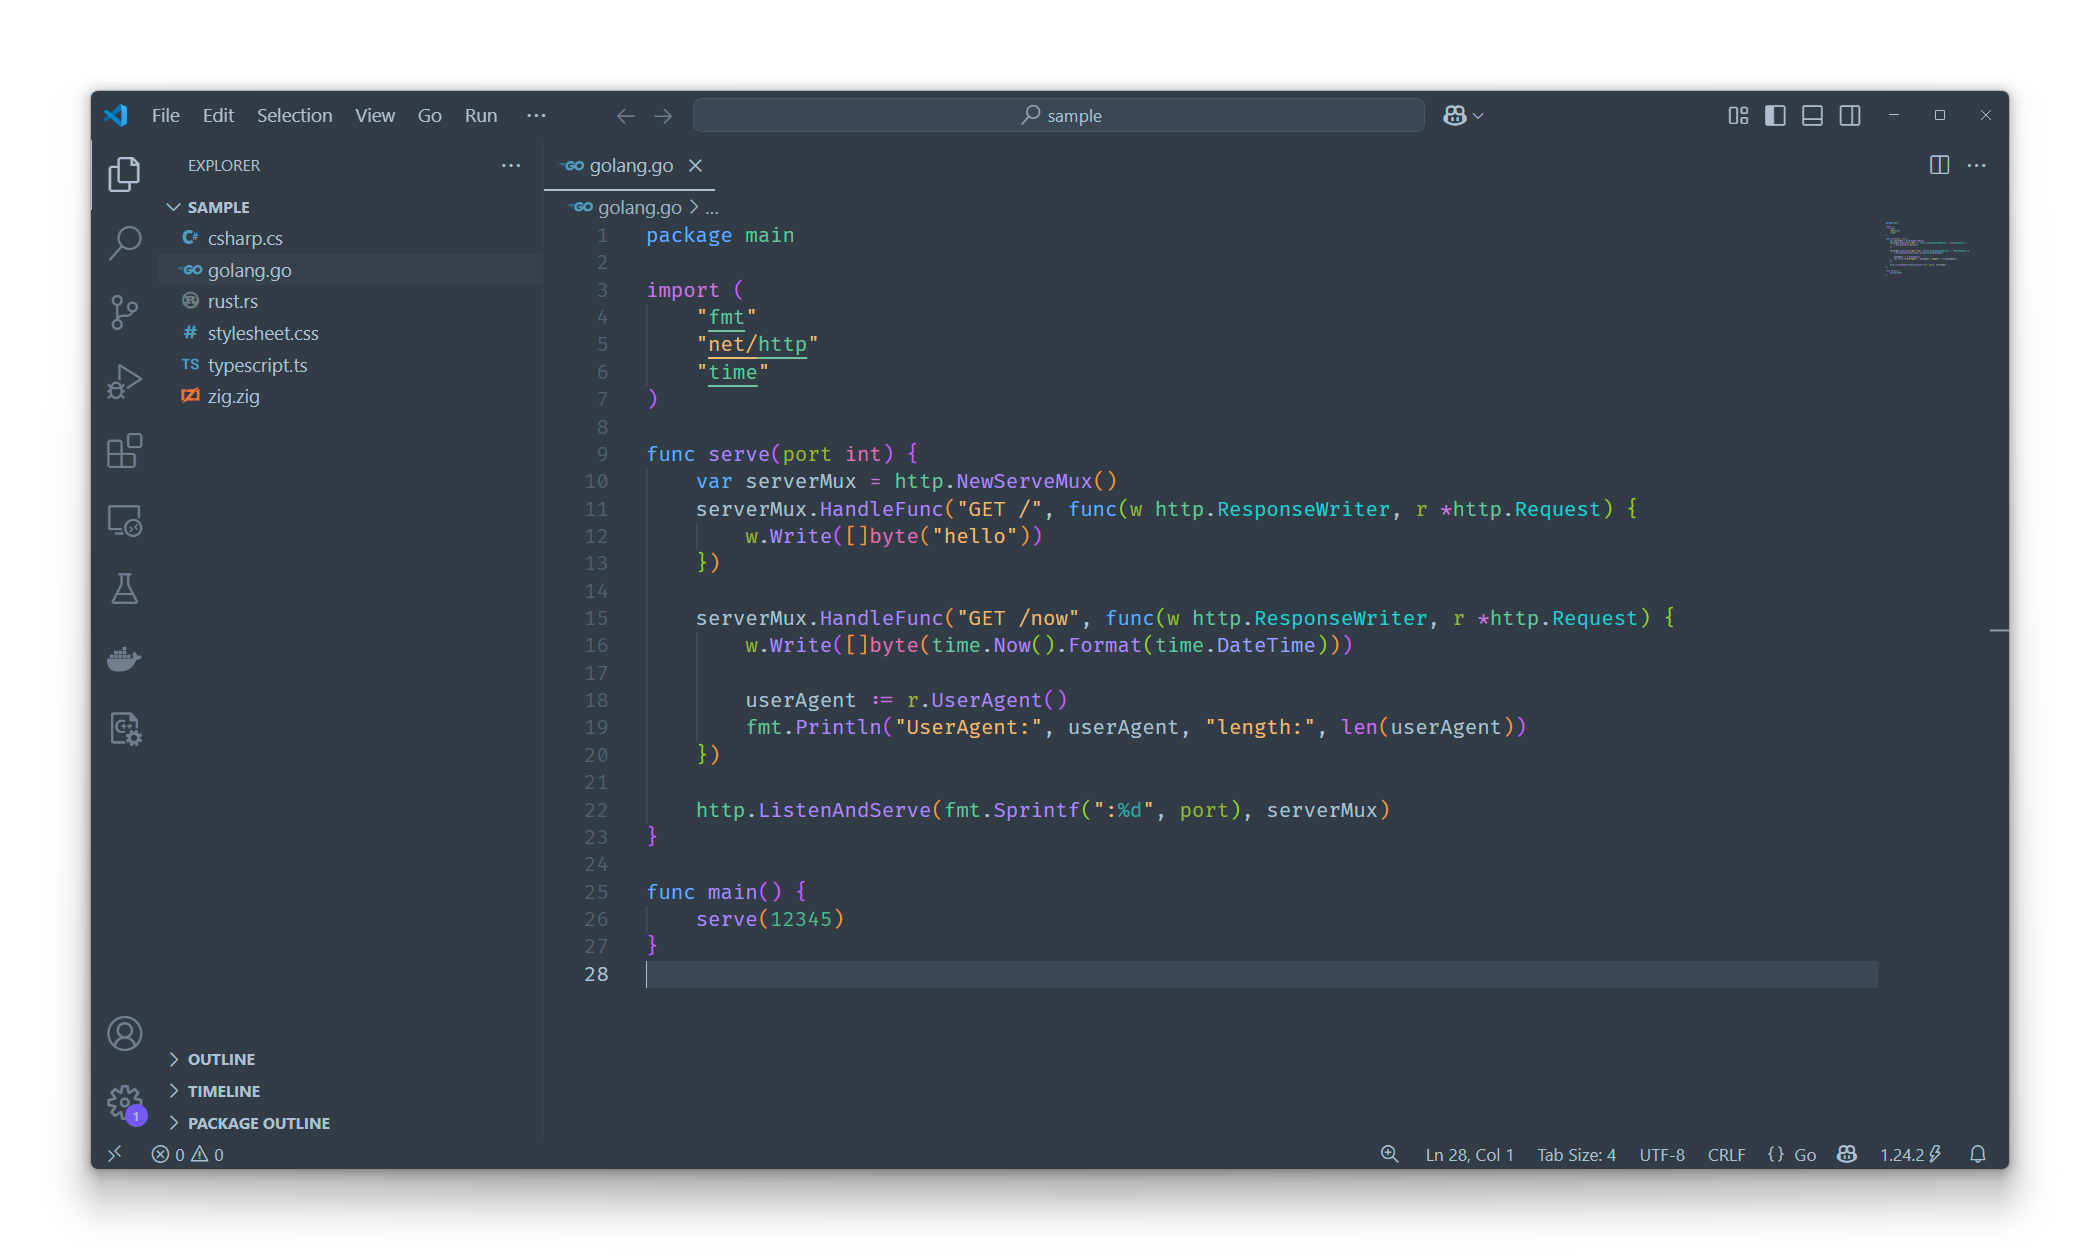 File Edit Selection View Go Run ··· sample
EXPLORER ···
SAMPLE
C# csharp.cs
GO golang.go
rust.rs
# stylesheet.css
TS typescript.ts
zig.zig
OUTLINE
TIMELINE
PACKAGE OUTLINE
1
GO golang.go
GO golang.go > ...
1 package main
2
3 import (
4 "fmt"
5 "net/http"
6 "time"
7 )
8
9 func serve(port int) {
10 var serverMux = http.NewServeMux()
11 serverMux.HandleFunc("GET /", func(w http.ResponseWriter, r *http.Request) {
12 w.Write([]byte("hello"))
13 })
14
15 serverMux.HandleFunc("GET /now", func(w http.ResponseWriter, r *http.Request) {
16 w.Write([]byte(time.Now().Format(time.DateTime)))
17
18 userAgent := r.UserAgent()
19 fmt.Println("UserAgent:", userAgent, "length:", len(userAgent))
20 })
21
22 http.ListenAndServe(fmt.Sprintf(":%d", port), serverMux)
23 }
24
25 func main() {
26 serve(12345)
27 }
28
0 0 Ln 28, Col 1 Tab Size: 4 UTF-8 CRLF {} Go 1.24.2